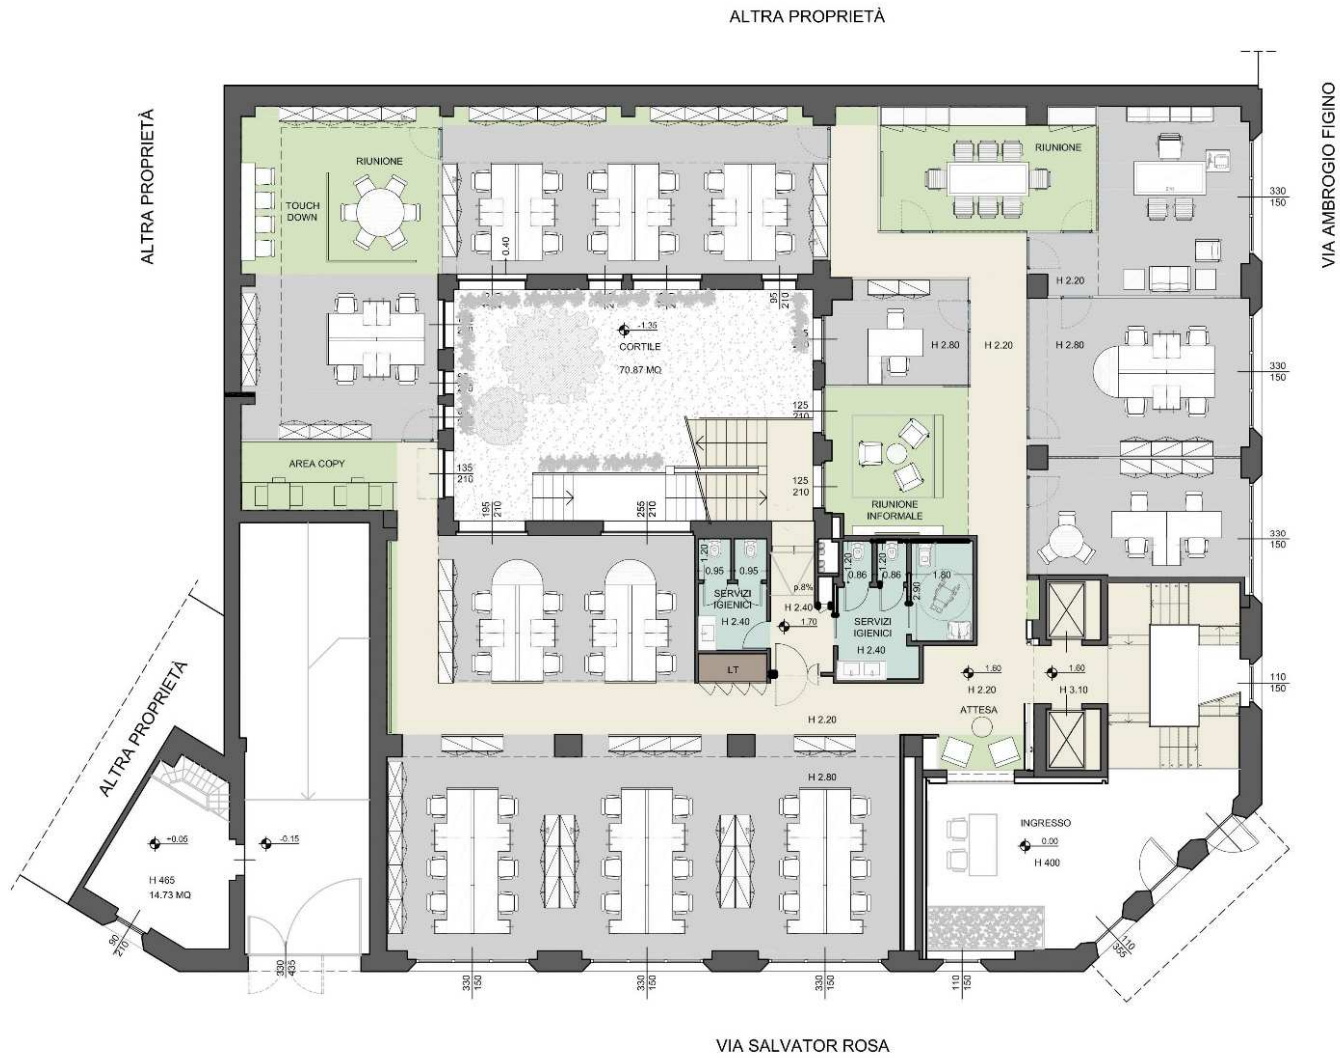 ALTRA PROPRIETÀ
ALTRA PROPRIETÀ
VIA AMBROGIO FIGINO
RIUNIONE
TOUCH
DOWN
0.40
RIUNIONE
330
150
H 2.20
95
210
-1.35
CORTILE
70.87 MQ
H 2.80
H 2.20
H 2.80
330
150
125
210
AREA COPY
135
210
195
210
255
210
125
210
RIUNIONE
INFORMALE
330
150
1.20
0.95
0.95
SERVIZI
IGIENICI
H 2.40
LT
p.8%
H 2.40
1.70
1.20
0.86
1.20
0.86
1.80
2.90
SERVIZI
IGIENICI
H 2.40
1.60
H 2.20
ATTESA
1.60
H 3.10
110
150
H 2.20
H 2.80
ALTRA PROPRIETÀ
+0.05
H 465
14.73 MQ
-0.15
90
210
330
435
INGRESSO
0.00
H 400
110
355
330
150
330
150
330
150
110
150
VIA SALVATOR ROSA